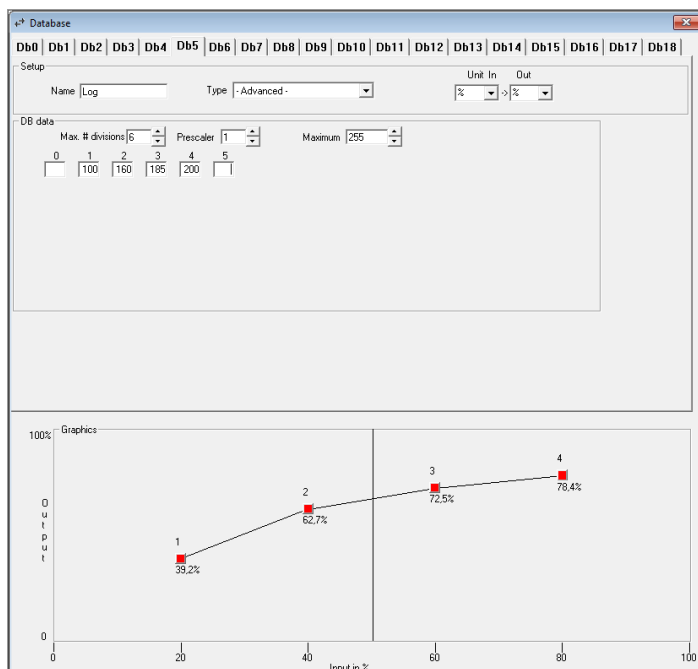 Database
Db0 Db1 Db2 Db3 Db4 Db5 Db6 Db7 Db8 Db9 Db10 Db11 Db12 Db13 Db14 Db15 Db16 Db17 Db18
Setup
Unit In Out
Name Log Type - Advanced - % -> %
DB data
Max. # divisions 6 Prescaler 1 Maximum 255
0 1 2 3 4 5
100 160 185 200
Graphics
100%
4
3
78,4%
2
72,5%
62,7%
Output
1
39,2%
0
0 20 40 60 80 100
Input in %